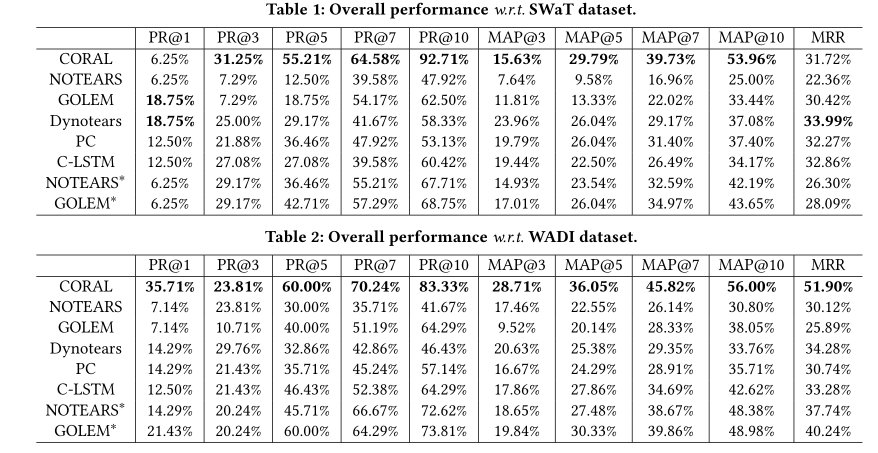 Table 1: Overall performance w.r.t. SWaT dataset.
PR@1 PR@3 PR@5 PR@7 PR@10 MAP@3 MAP@5 MAP@7 MAP@10 MRR
CORAL 6.25% 31.25% 55.21% 64.58% 92.71% 15.63% 29.79% 39.73% 53.96% 31.72%
NOTEARS 6.25% 7.29% 12.50% 39.58% 47.92% 7.64% 9.58% 16.96% 25.00% 22.36%
GOLEM 18.75% 7.29% 18.75% 54.17% 62.50% 11.81% 13.33% 22.02% 33.44% 30.42%
Dynotears 18.75% 25.00% 29.17% 41.67% 58.33% 23.96% 26.04% 29.17% 37.08% 33.99%
PC 12.50% 21.88% 36.46% 47.92% 53.13% 19.79% 26.04% 31.40% 37.40% 32.27%
C-LSTM 12.50% 27.08% 27.08% 39.58% 60.42% 19.44% 22.50% 26.49% 34.17% 32.86%
NOTEARS* 6.25% 29.17% 36.46% 55.21% 67.71% 14.93% 23.54% 32.59% 42.19% 26.30%
GOLEM* 6.25% 29.17% 42.71% 57.29% 68.75% 17.01% 26.04% 34.97% 43.65% 28.09%
Table 2: Overall performance w.r.t. WADI dataset.
PR@1 PR@3 PR@5 PR@7 PR@10 MAP@3 MAP@5 MAP@7 MAP@10 MRR
CORAL 35.71% 23.81% 60.00% 70.24% 83.33% 28.71% 36.05% 45.82% 56.00% 51.90%
NOTEARS 7.14% 23.81% 30.00% 35.71% 41.67% 17.46% 22.55% 26.14% 30.80% 30.12%
GOLEM 7.14% 10.71% 40.00% 51.19% 64.29% 9.52% 20.14% 28.33% 38.05% 25.89%
Dynotears 14.29% 29.76% 32.86% 42.86% 46.43% 20.63% 25.38% 29.35% 33.76% 34.28%
PC 14.29% 21.43% 35.71% 45.24% 57.14% 16.67% 24.29% 28.91% 35.71% 30.74%
C-LSTM 12.50% 21.43% 46.43% 52.38% 64.29% 17.86% 27.86% 34.69% 42.62% 33.28%
NOTEARS* 14.29% 20.24% 45.71% 66.67% 72.62% 18.65% 27.48% 38.67% 48.38% 37.74%
GOLEM* 21.43% 20.24% 60.00% 64.29% 73.81% 19.84% 30.33% 39.86% 48.98% 40.24%